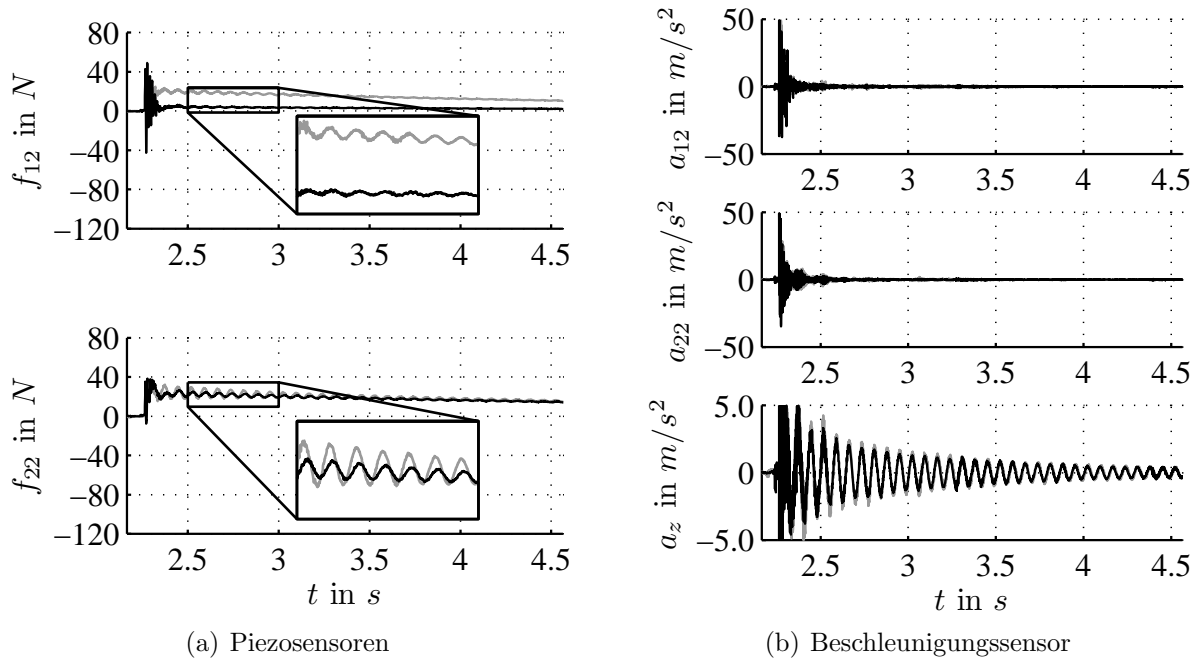 80
40
0
−40
−80
−120
f₁₂ in N
2.5 3 3.5 4 4.5
80
40
0
−40
−80
−120
f₂₂ in N
2.5 3 3.5 4 4.5
t in s
(a) Piezosensoren
50
0
−50
a₁₂ in m/s²
2.5 3 3.5 4 4.5
50
0
−50
a₂₂ in m/s²
2.5 3 3.5 4 4.5
5.0
0
−5.0
a_z in m/s²
2.5 3 3.5 4 4.5
t in s
(b) Beschleunigungssensor